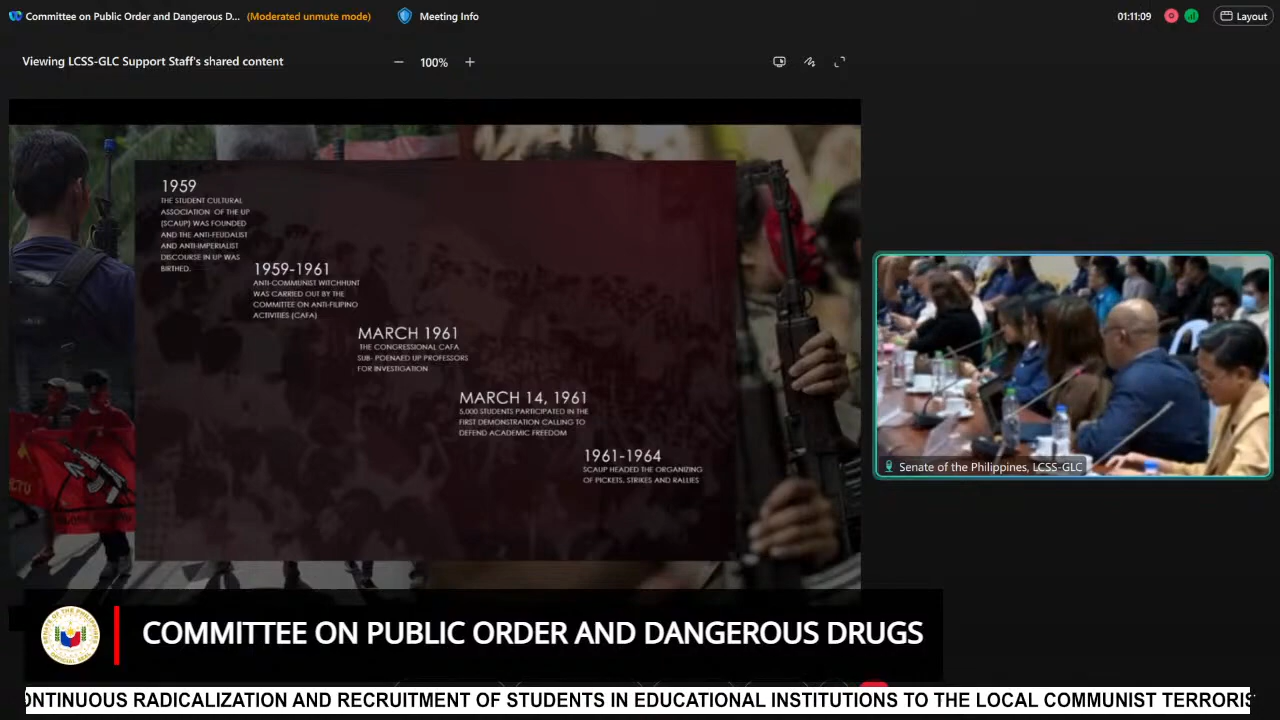 Committee on Public Order and Dangerous D... (Moderated unmute mode)
Meeting Info
01:11:09
Layout
Viewing LCSS-GLC Support Staff's shared content
100%
1959
THE STUDENT CULTURAL
ASSOCIATION OF THE UP
(SCAUP) WAS FOUNDED
AND THE ANTI-FEUDALIST
AND ANTI-IMPERIALIST
DISCOURSE IN UP WAS
BIRTHED.
1959-1961
ANTI-COMMUNIST WITCHHUNT
WAS CARRIED OUT BY THE
COMMITTEE ON ANTI-FILIPINO
ACTIVITIES (CAFA)
MARCH 1961
THE CONGRESSIONAL CAFA
SUB- POENAED UP PROFESSORS
FOR INVESTIGATION
MARCH 14, 1961
5,000 STUDENTS PARTICIPATED IN THE
FIRST DEMONSTRATION CALLING TO
DEFEND ACADEMIC FREEDOM
1961-1964
SCAUP HEADED THE ORGANIZING
OF PICKETS, STRIKES AND RALLIES
Senate of the Philippines, LCSS-GLC
COMMITTEE ON PUBLIC ORDER AND DANGEROUS DRUGS
ONTINUOUS RADICALIZATION AND RECRUITMENT OF STUDENTS IN EDUCATIONAL INSTITUTIONS TO THE LOCAL COMMUNIST TERRORIS